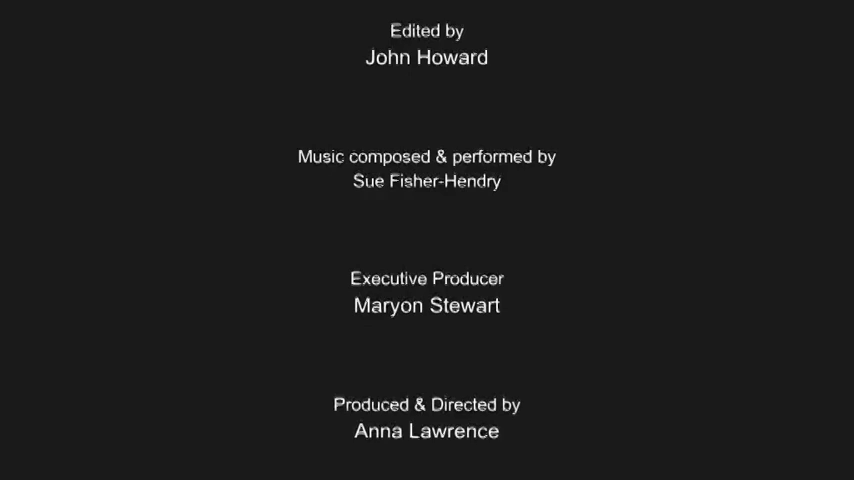 Edited by
John Howard
Music composed & performed by
Sue Fisher-Hendry
Executive Producer
Maryon Stewart
Produced & Directed by
Anna Lawrence